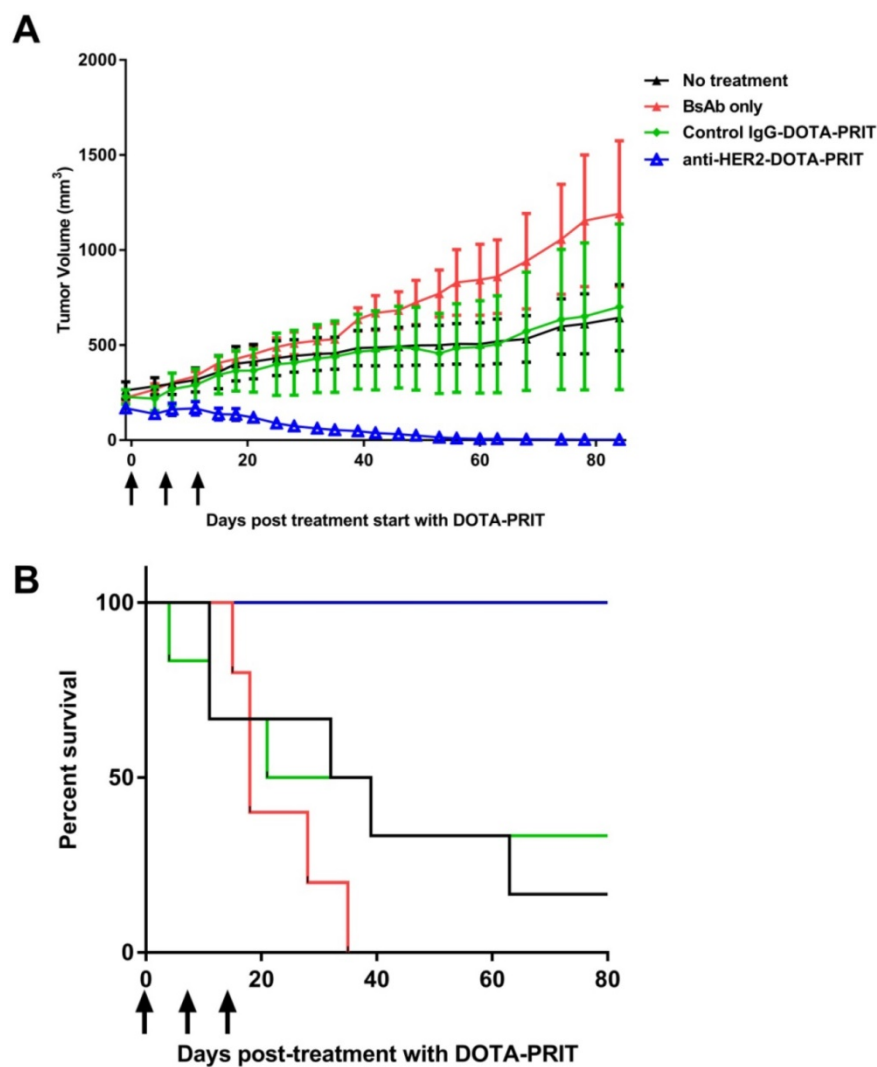 A
2000
1500
1000
500
0
Tumor Volume (mm³)
0 20 40 60 80
Days post treatment start with DOTA-PRIT
No treatment
BsAb only
Control IgG-DOTA-PRIT
anti-HER2-DOTA-PRIT
B
100
50
0
Percent survival
0 20 40 60 80
Days post-treatment with DOTA-PRIT